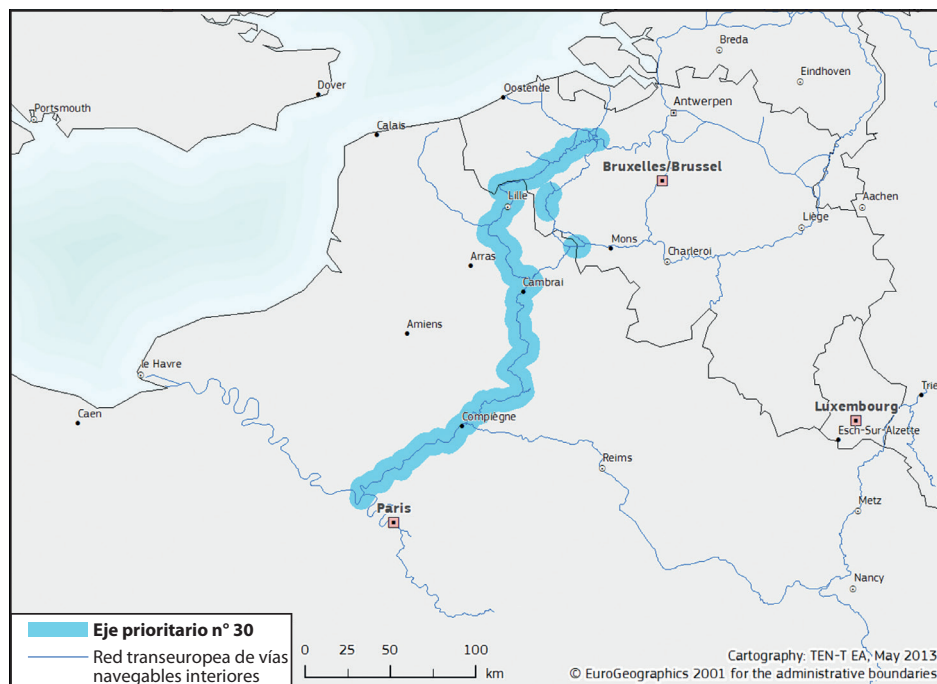 Breda
Eindhoven
Dover
Oostende
Portsmouth
Antwerpen
Calais
Bruxelles/Brussel
Lille
Aachen
Liège
Mons
Charleroi
Arras
Cambrai
Amiens
le Havre
Trie
Luxembourg
Caen
Compiègne
Esch-Sur-Alzette
Reims
Paris
Metz
Nancy
Eje prioritario n° 30
Red transeuropea de vías
navegables interiores
0 25 50 100
km
Cartography: TEN-T EA, May 2013
© EuroGeographics 2001 for the administrative boundaries